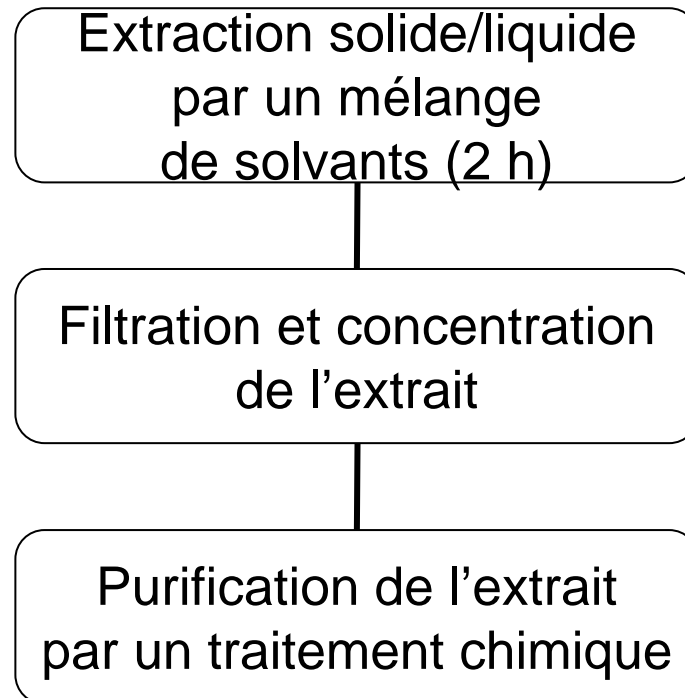 Extraction solide/liquide
par un mélange
de solvants (2 h)
Filtration et concentration
de l’extrait
Purification de l’extrait
par un traitement chimique